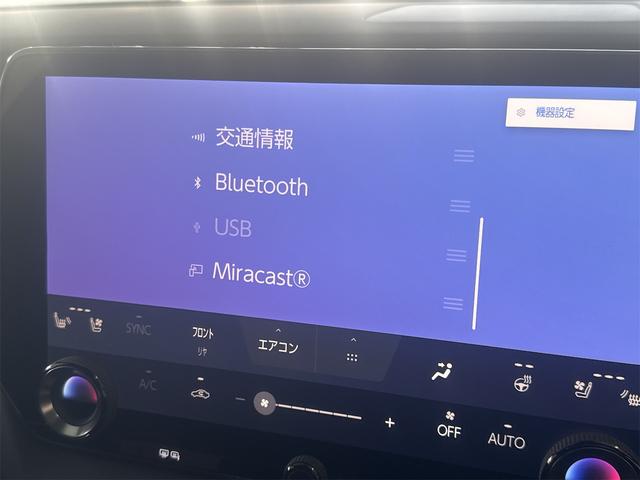 機器設定
交通情報
Bluetooth
USB
Miracast®
SYNC
フロント
リヤ
エアコン
A/C
OFF
AUTO